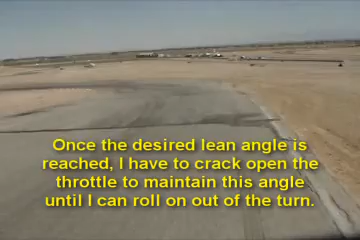 Once the desired lean angle is
reached, I have to crack open the
throttle to maintain this angle
until I can roll on out of the turn.